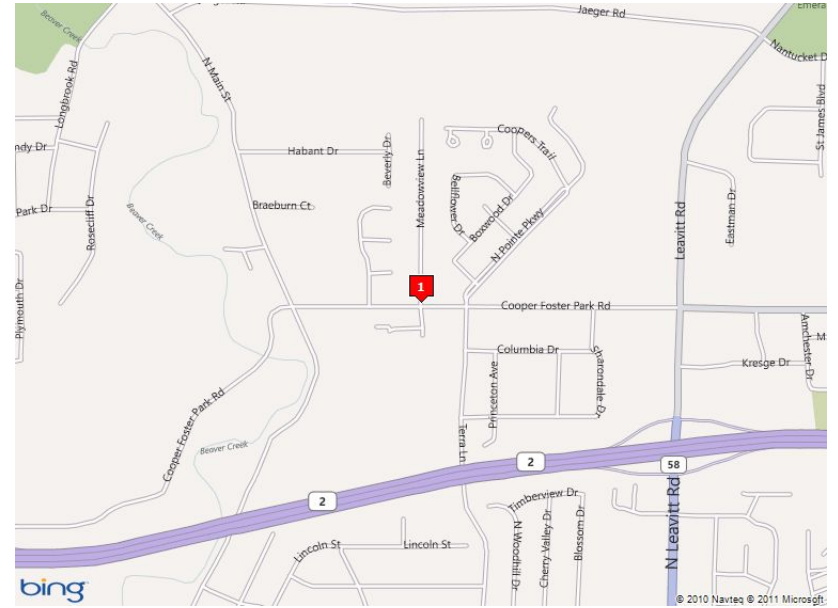 Beaver Creek
Jaeger Rd
Emera
Nantucket D
Longbrook Rd
N Main St
St James Blvd
Coopers Trail
ndy Dr
Habant Dr
Beverly Dr
Meadowview Ln
Bellflower Dr
Boxwood Dr
Leavitt Rd
Eastman Dr
Park Dr
Rosecliff Dr
Beaver Creek
Braeburn Ct
N Pointe Pkwy
Plymouth Dr
1
Cooper Foster Park Rd
Amchester Dr
M
Columbia Dr
Sharondale Dr
Kresge Dr
Princeton Ave
Cooper Foster Park Rd
Beaver Creek
Terra Ln
2
58
2
Timberview Dr
N Leavitt Rd
N Woodhill Dr
Cherry Valley Dr
Blossom Dr
Lincoln St
Lincoln St
bing
© 2010 Navteq © 2011 Microsoft